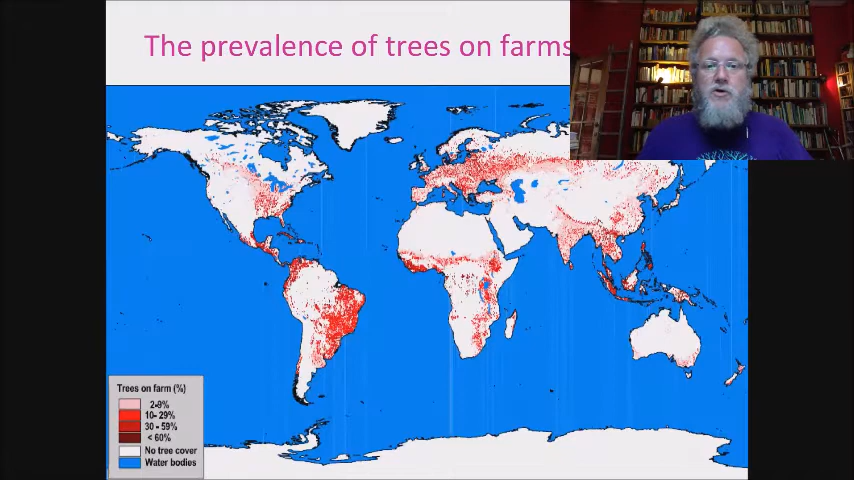 The prevalence of trees on farms
Trees on farm (%)
2-9%
10- 29%
30 - 59%
< 60%
No tree cover
Water bodies